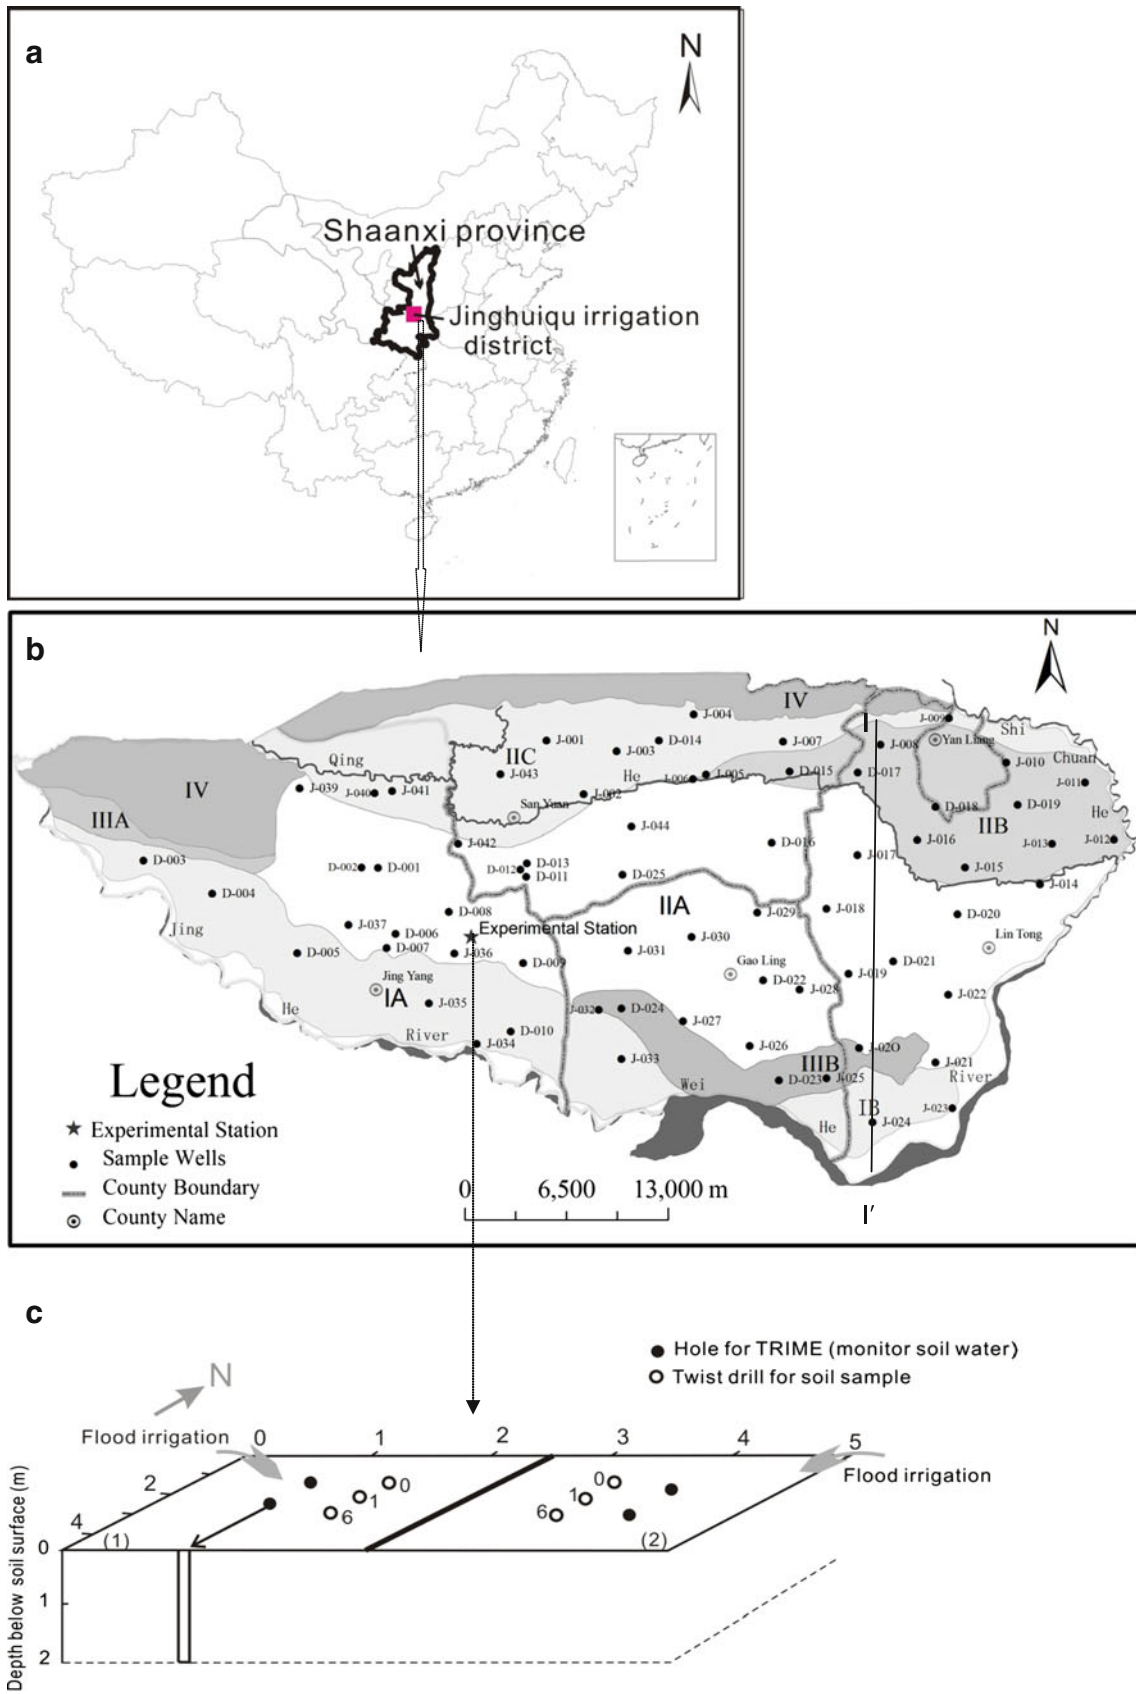 a
N
Shaanxi province
Jinghuiqu irrigation
district
b
N
IV
J-004
I
J-009
Shi
J-001
D-014
J-007
J-008
Yan Liang
IIC
J-003
Qing
J-010
Chuan
J-043
He
J-006
J-005
D-015
D-017
J-011
IV
J-039
J-040
J-041
J-002
San Yuan
D-018
D-019
He
IIIA
J-044
IIB
J-042
D-016
J-016
J-013
J-012
D-003
D-002
D-001
D-012
D-013
D-011
D-025
J-017
J-015
J-014
D-004
D-008
IIA
J-029
J-018
D-020
Jing
J-037
D-006
Experimental Station
J-030
Lin Tong
D-005
D-007
J-036
D-009
J-031
Gao Ling
J-019
D-021
Jing Yang
D-022
J-028
J-022
IA
J-035
He
J-032
D-024
J-027
River
D-010
J-034
J-026
J-020
J-033
IIIB
J-021
Wei
D-023
J-025
River
IB
J-023
He
J-024
Legend
Experimental Station
Sample Wells
County Boundary
County Name
0 6,500 13,000 m
I′
c
Hole for TRIME (monitor soil water)
Twist drill for soil sample
N
Flood irrigation
0 1 2 3 4 5
Flood irrigation
2
4
0
1
6
0
1
6
(1)
(2)
Depth below soil surface (m)
0
1
2